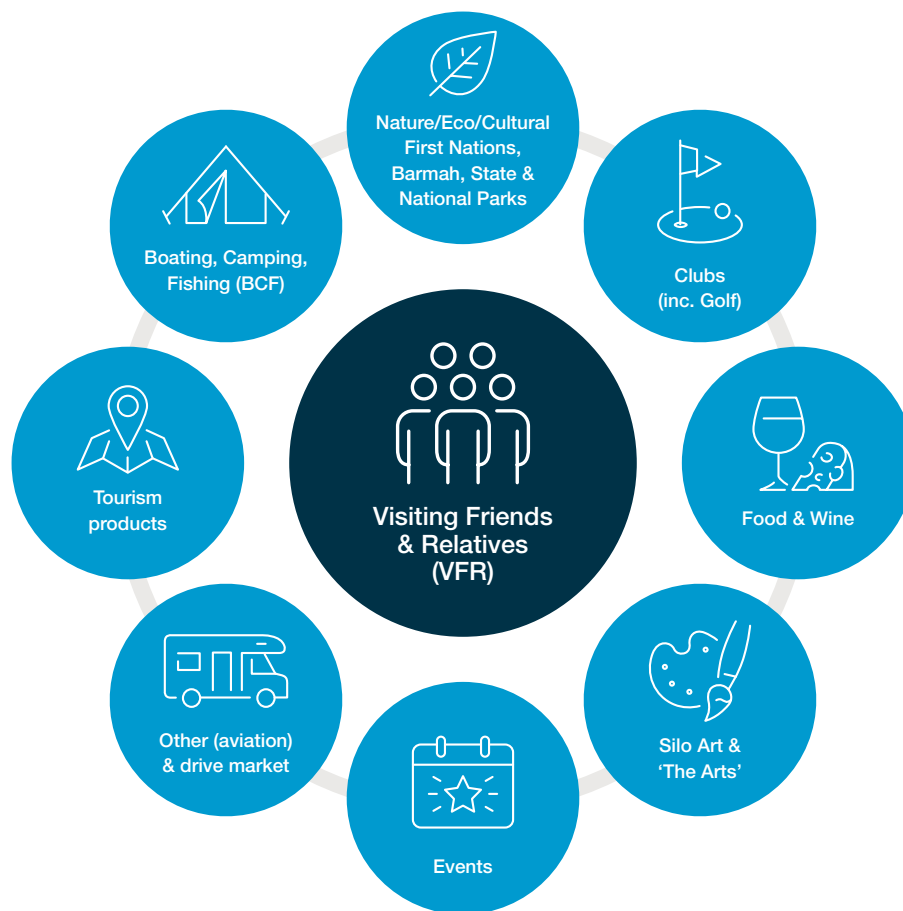 Nature/Eco/Cultural
First Nations,
Barmah, State &
National Parks
Clubs
(inc. Golf)
Food & Wine
Silo Art &
‘The Arts’
Events
Other (aviation)
& drive market
Tourism
products
Boating, Camping,
Fishing (BCF)
Visiting Friends
& Relatives
(VFR)